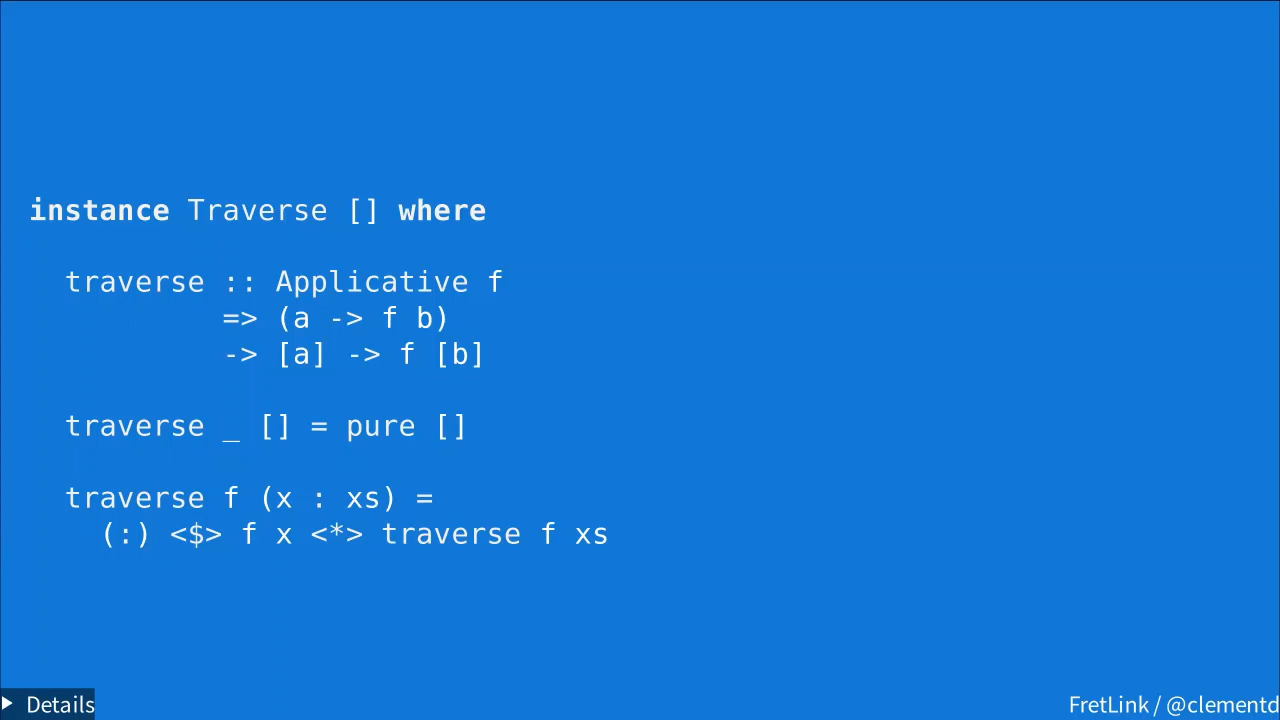 instance Traverse [] where
traverse :: Applicative f
=> (a -> f b)
-> [a] -> f [b]
traverse _ [] = pure []
traverse f (x : xs) =
(:) <$> f x <*> traverse f xs
Details
FretLink / @clementd